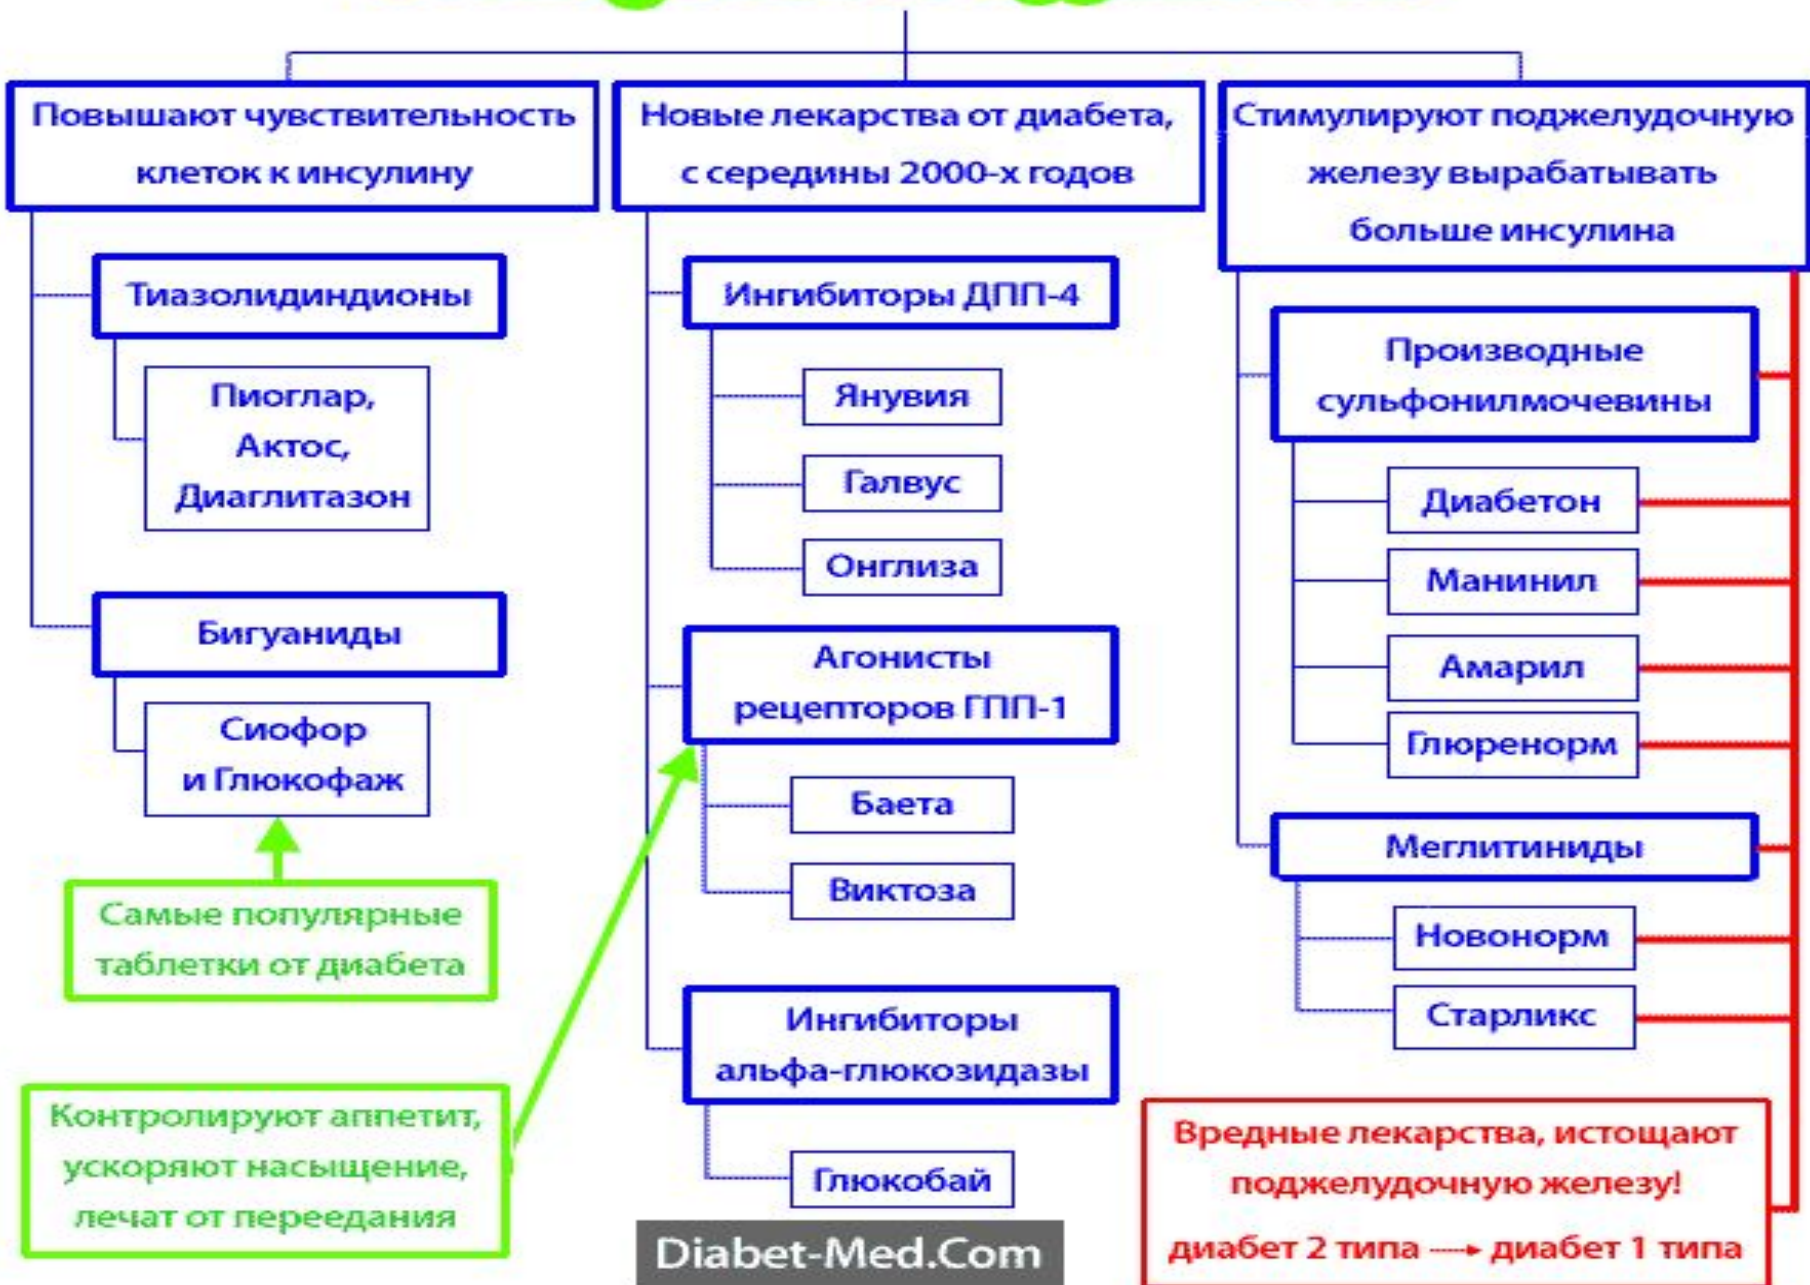 Повышают чувствительность
клеток к инсулину
Тиазолидиндионы
Пиоглар,
Актос,
Диаглитазон
Бигуаниды
Сиофор
и Глюкофаж
Самые популярные
таблетки от диабета
Контролируют аппетит,
ускоряют насыщение,
лечат от переедания
Новые лекарства от диабета,
с середины 2000-х годов
Ингибиторы ДПП-4
Янувия
Галвус
Онглиза
Агонисты
рецепторов ГПП-1
Баета
Виктоза
Ингибиторы
альфа-глюкозидазы
Глюкобай
Diabet-Med.Com
Стимулируют поджелудочную
железу вырабатывать
больше инсулина
Производные
сульфонилмочевины
Диабетон
Манинил
Амарил
Глюренорм
Меглитиниды
Новонорм
Старликс
Вредные лекарства, истощают
поджелудочную железу!
диабет 2 типа → диабет 1 типа